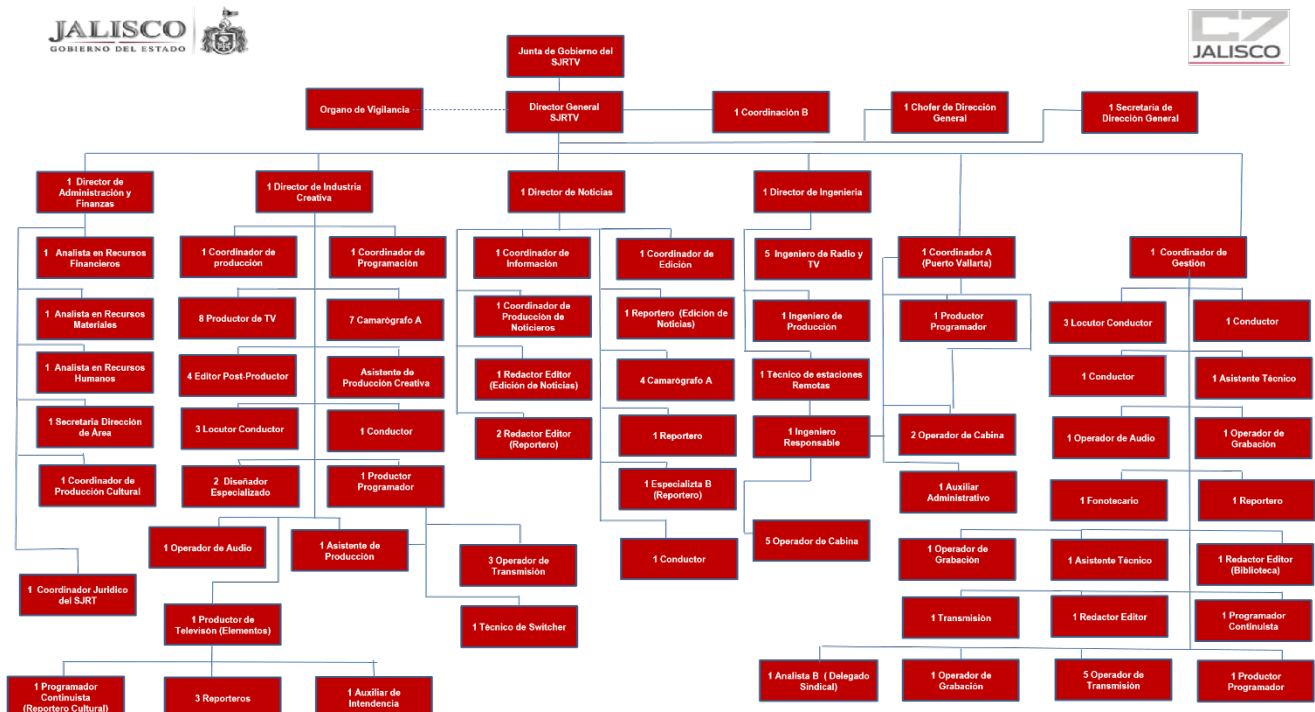 JALISCO
GOBIERNO DEL ESTADO
C7
JALISCO
Junta de Gobierno del
SJRTV
Organo de Vigilancia
Director General
SJRTV
1 Coordinación B
1 Chofer de Dirección
General
1 Secretaria de
Dirección General
1 Director de
Administración y
Finanzas
1 Director de Industria
Creativa
1 Director de Noticias
1 Director de Ingenieria
1 Analista en Recursos
Financieros
1 Coordinador de
producción
1 Coordinador de
Programación
1 Coordinador de
Información
1 Coordinador de
Edición
5 Ingeniero de Radio y
TV
1 Coordinador A
(Puerto Vallarta)
1 Coordinador de
Gestión
1 Analista en Recursos
Materiales
8 Productor de TV
7 Camarógrafo A
1 Coordinador de
Producción de
Noticieros
1 Reportero (Edición de
Noticias)
1 Ingeniero de
Producción
1 Productor
Programador
3 Locutor Conductor
1 Conductor
1 Analista en Recursos
Humanos
4 Editor Post-Productor
Asistente de
Producción Creativa
1 Redactor Editor
(Edición de Noticias)
4 Camarógrafo A
1 Técnico de estaciones
Remotas
1 Conductor
1 Asistente Técnico
1 Secretaria Dirección
de Área
3 Locutor Conductor
1 Conductor
2 Redactor Editor
(Reportero)
1 Reportero
1 Ingeniero
Responsable
2 Operador de Cabina
1 Operador de Audio
1 Operador de
Grabación
1 Coordinador de
Producción Cultural
2 Diseñador
Especializado
1 Productor
Programador
1 Especializta B
(Reportero)
1 Auxiliar
Administrativo
1 Fonotecario
1 Reportero
1 Operador de Audio
1 Asistente de
Producción
3 Operador de
Transmisión
1 Conductor
5 Operador de Cabina
1 Operador de
Grabación
1 Asistente Técnico
1 Redactor Editor
(Biblioteca)
1 Coordinador Juridico
del SJRT
1 Productor de
Televisón (Elementos)
1 Técnico de Switcher
1 Transmisión
1 Redactor Editor
1 Programador
Continuista
1 Programador
Continuista
(Reportero Cultural)
3 Reporteros
1 Auxiliar de
Intendencia
1 Analista B ( Delegado
Sindical)
1 Operador de
Grabación
5 Operador de
Transmisión
1 Productor
Programador